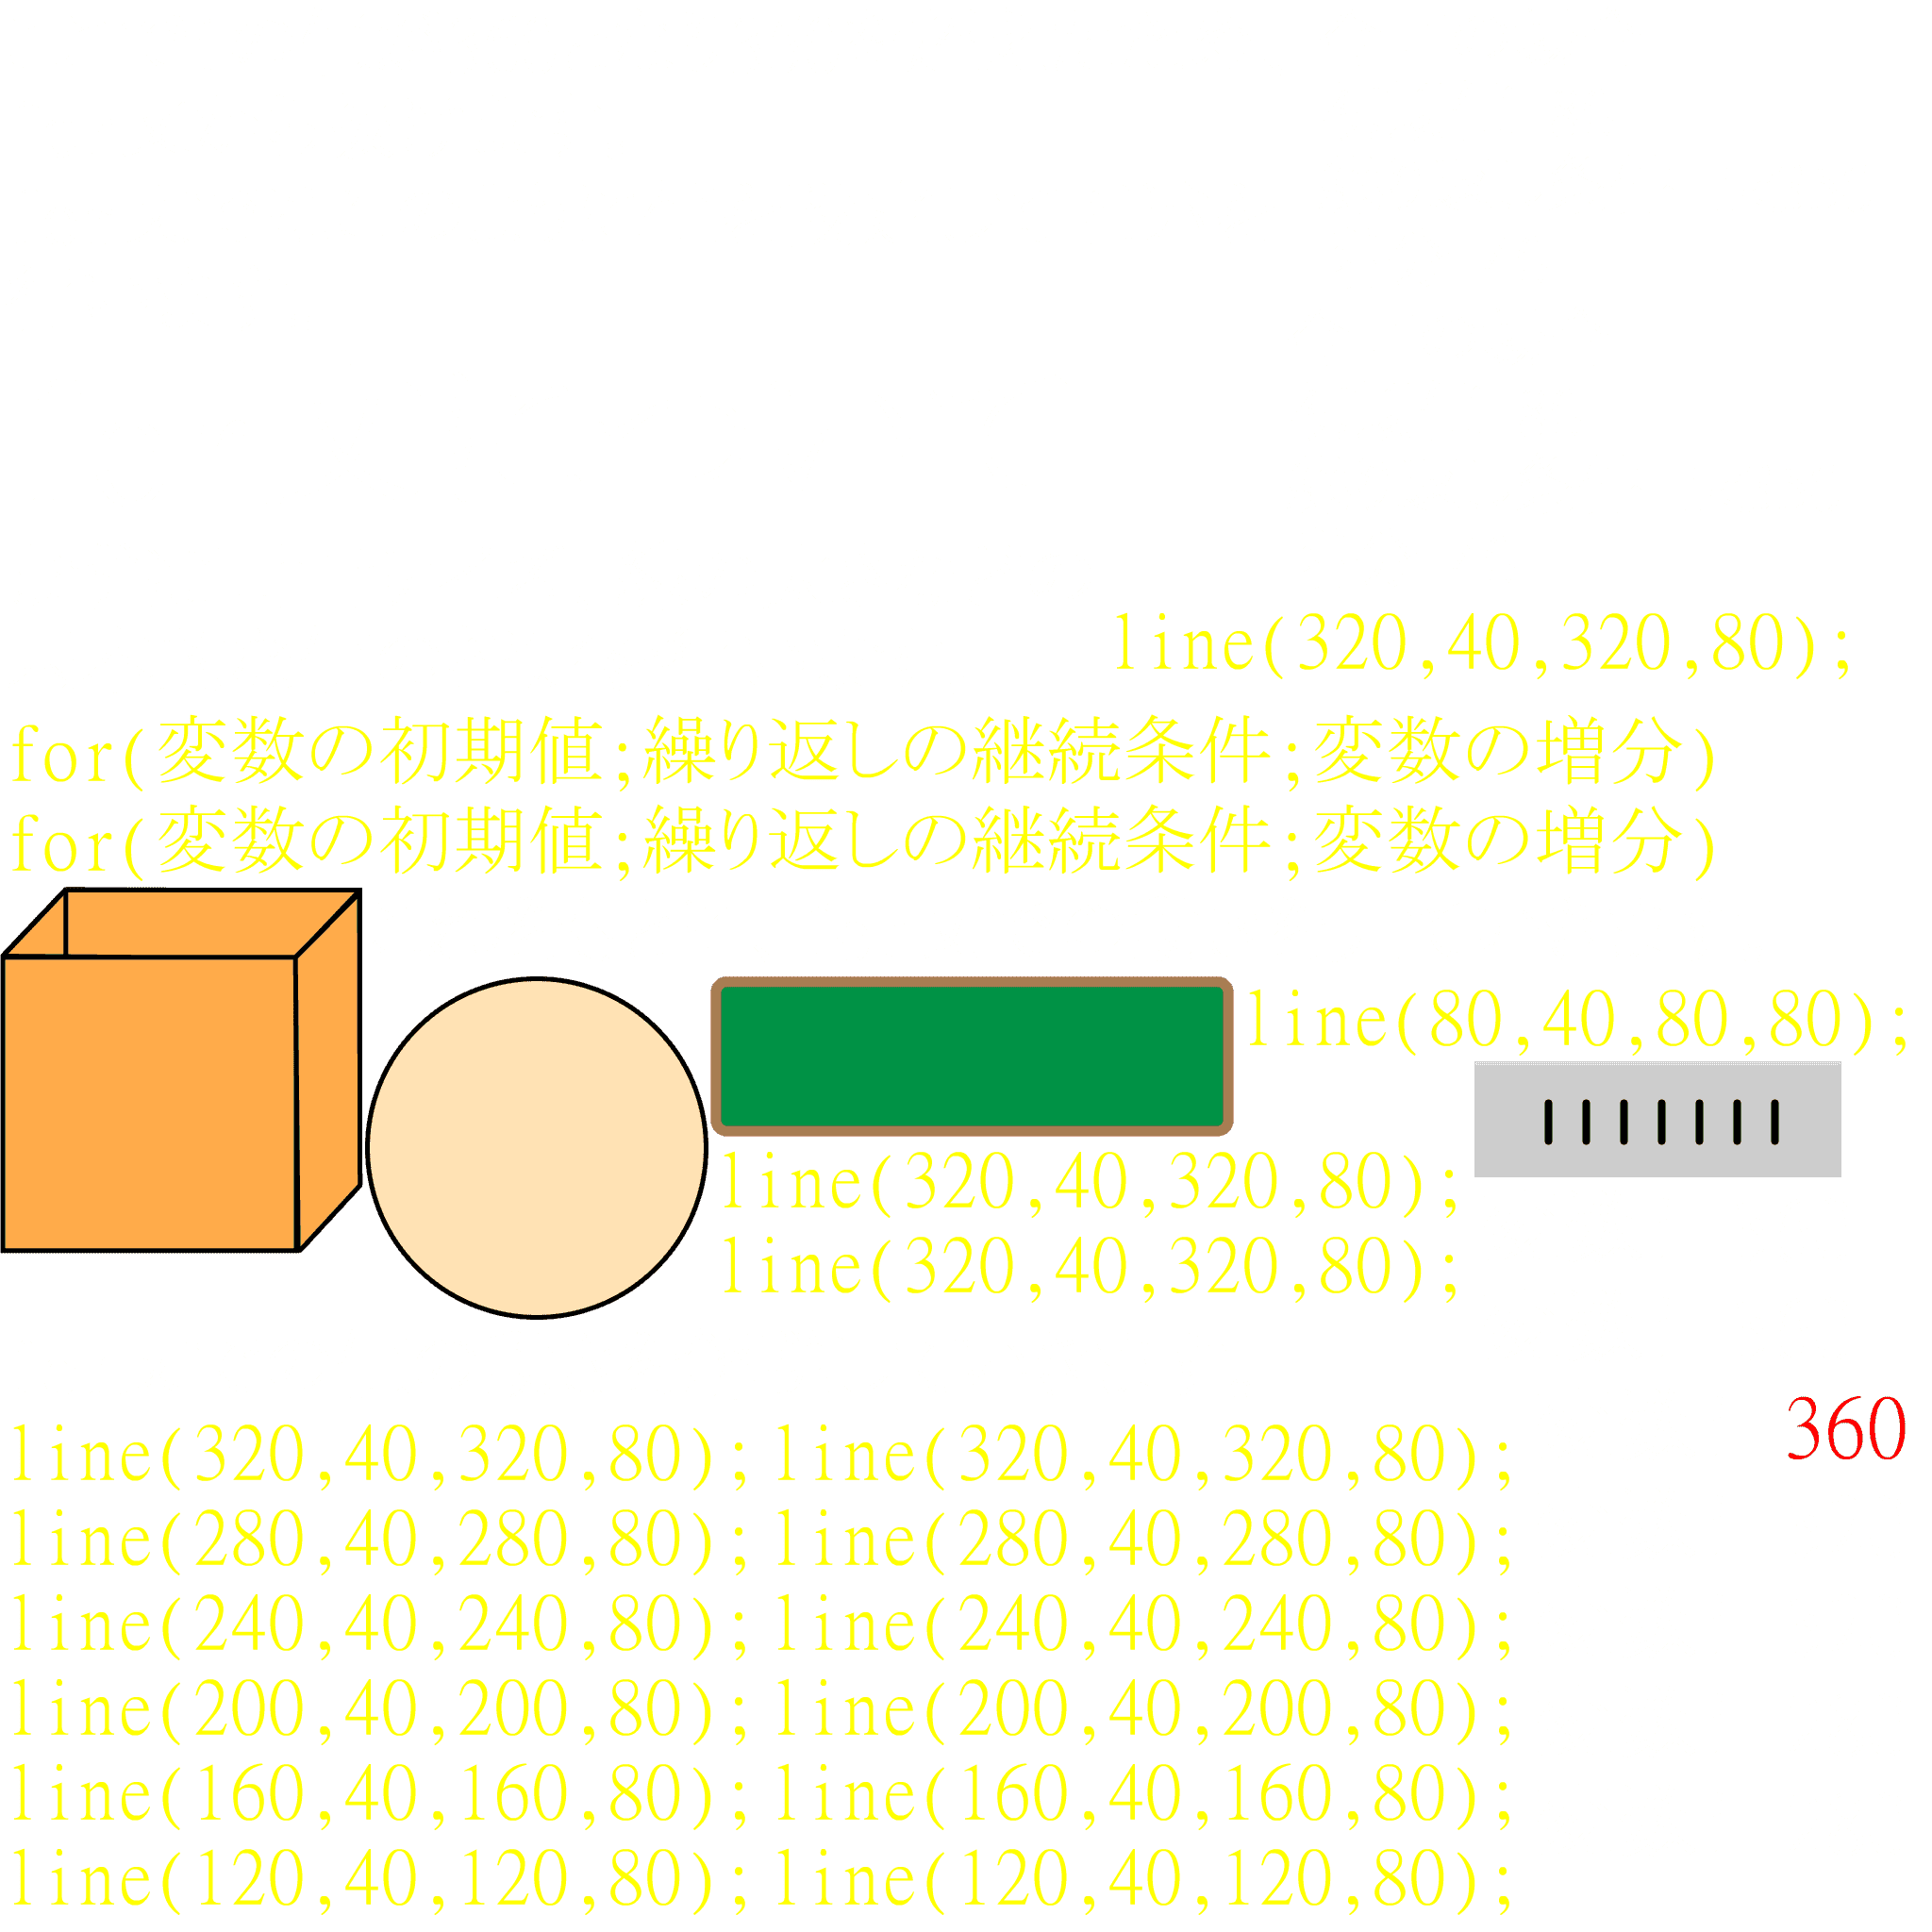 line(320,40,320,80);
for(変数の初期値;繰り返しの継続条件;変数の増分)
for(変数の初期値;繰り返しの継続条件;変数の増分)
line(80,40,80,80);
line(320,40,320,80);
line(320,40,320,80);
360
line(320,40,320,80);line(320,40,320,80);
line(280,40,280,80);line(280,40,280,80);
line(240,40,240,80);line(240,40,240,80);
line(200,40,200,80);line(200,40,200,80);
line(160,40,160,80);line(160,40,160,80);
line(120,40,120,80);line(120,40,120,80);